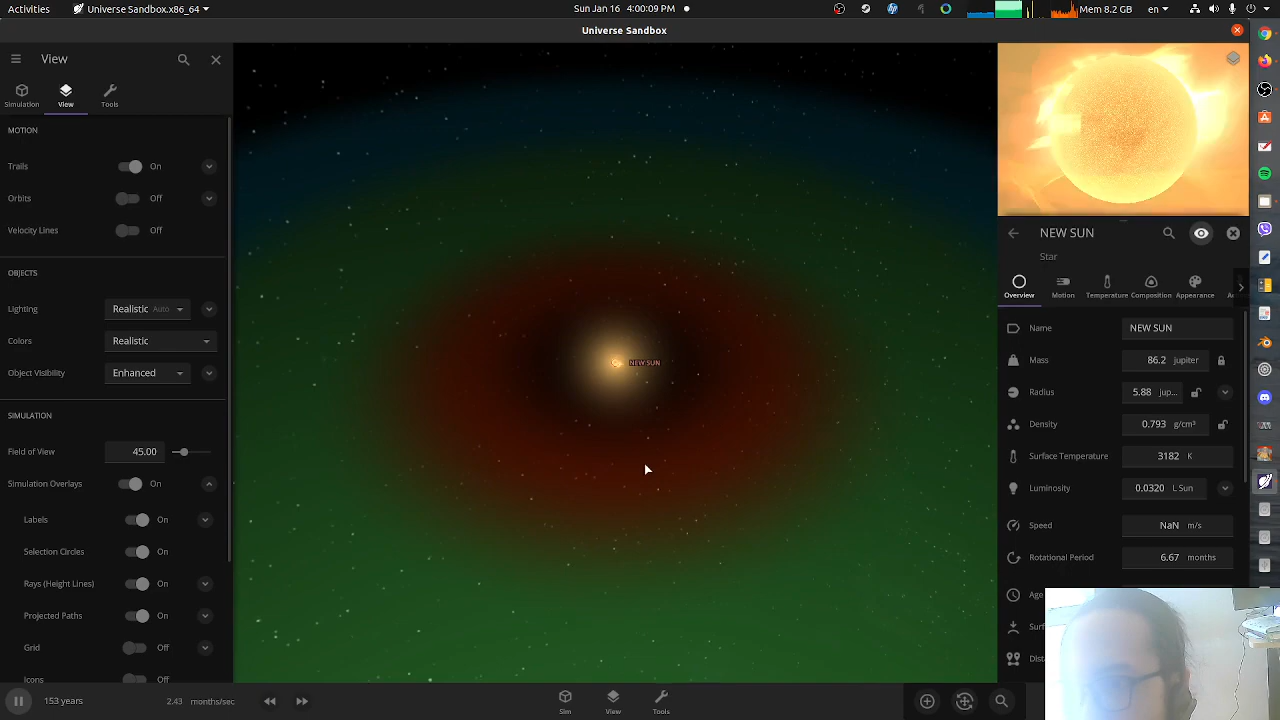 Activities
Universe Sandbox.x86_64
Sun Jan 16 4:00:09 PM
Mem 8.2 GB
en
Universe Sandbox
View
Simulation View Tools
MOTION
Trails On
Orbits Off
Velocity Lines Off
OBJECTS
Lighting Realistic Auto
Colors Realistic
Object Visibility Enhanced
SIMULATION
Field of View 45.00
Simulation Overlays On
Labels On
Selection Circles On
Rays (Height Lines) On
Projected Paths On
Grid Off
Icons Off
153 years 2.43 months/sec
Sim View Tools
NEW SUN
NEW SUN
Star
Overview Motion Temperature Composition Appearance
Name NEW SUN
Mass 86.2 jupiter
Radius 5.88 jup...
Density 0.793 g/cm³
Surface Temperature 3182 K
Luminosity 0.0320 L Sun
Speed NaN m/s
Rotational Period 6.67 months
Age
Surf
Dista